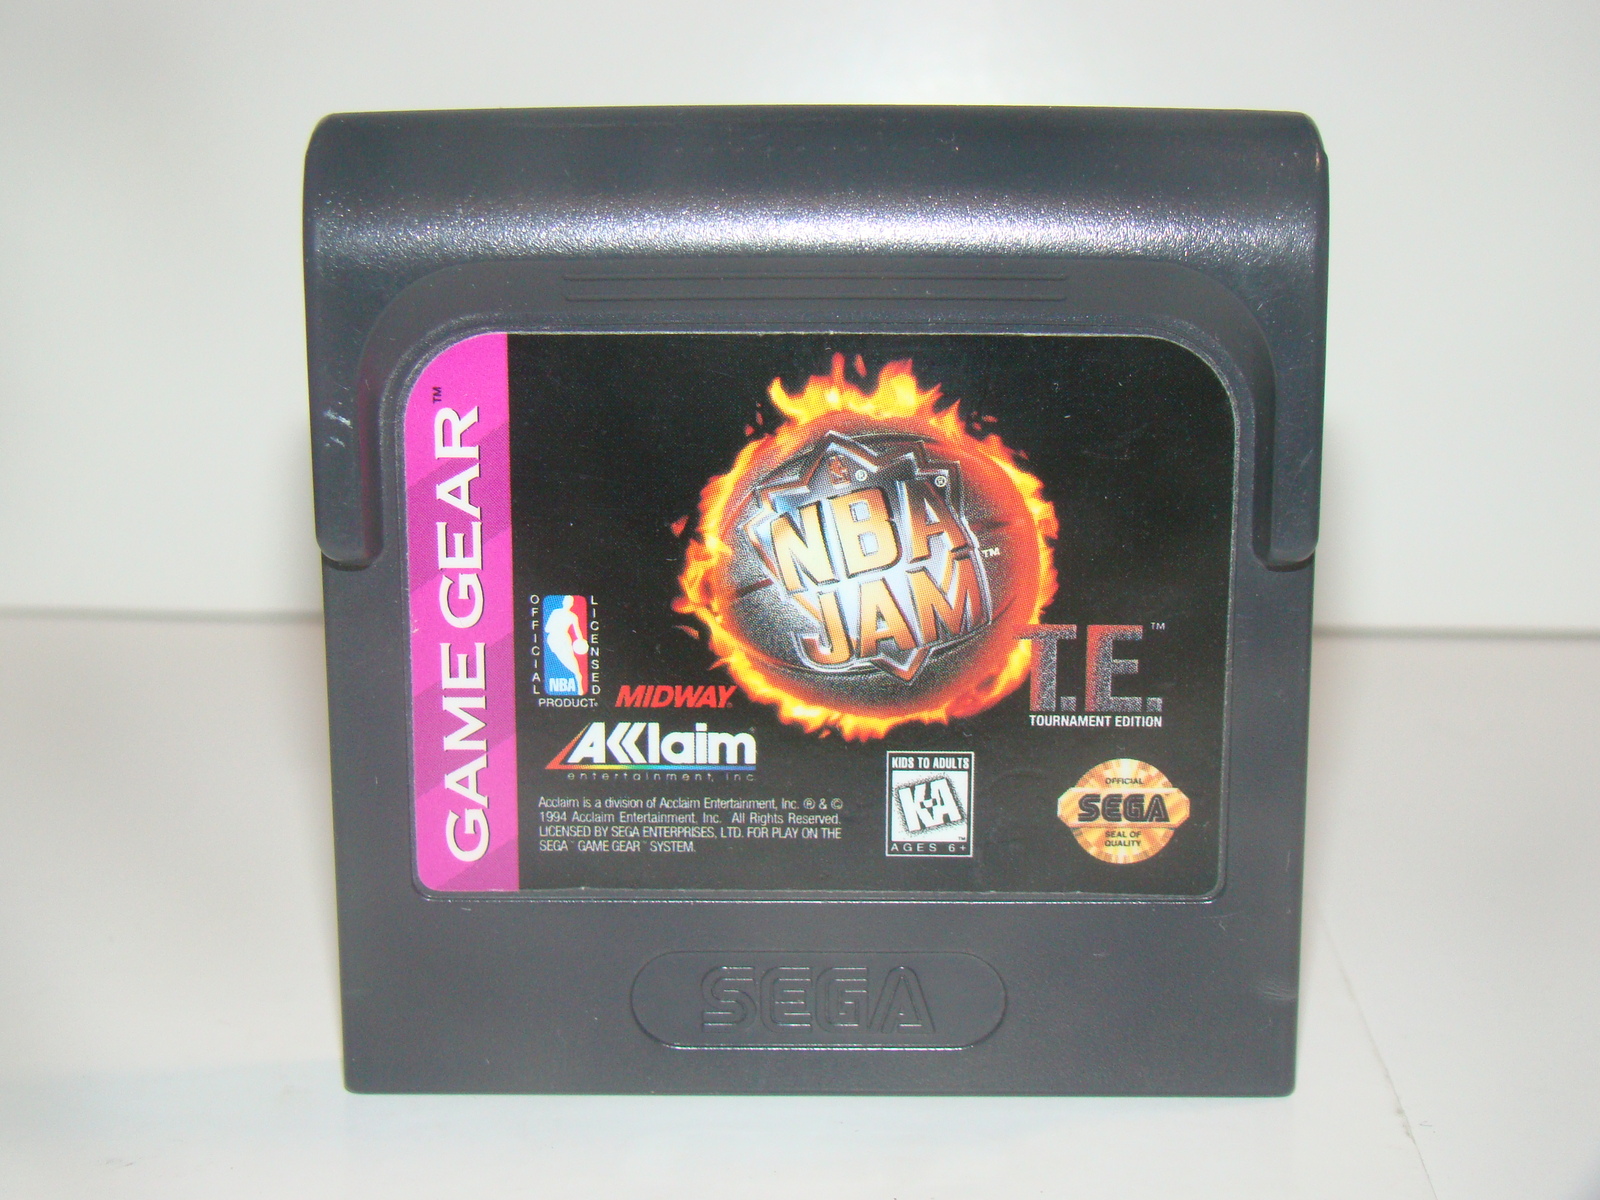 GAME GEAR™
NBA®
JAM™
T.E.™
TOURNAMENT EDITION
OFFICIAL LICENSED
NBA
PRODUCT®
MIDWAY®
AKKlaim®
entertainment, inc.
Acclaim is a division of Acclaim Entertainment, Inc. ® & ©
1994 Acclaim Entertainment, Inc. All Rights Reserved.
LICENSED BY SEGA ENTERPRISES, LTD. FOR PLAY ON THE
SEGA™ GAME GEAR™ SYSTEM.
KIDS TO ADULTS
K-A™
AGES 6+
OFFICIAL
SEGA
SEAL OF
QUALITY
SEGA